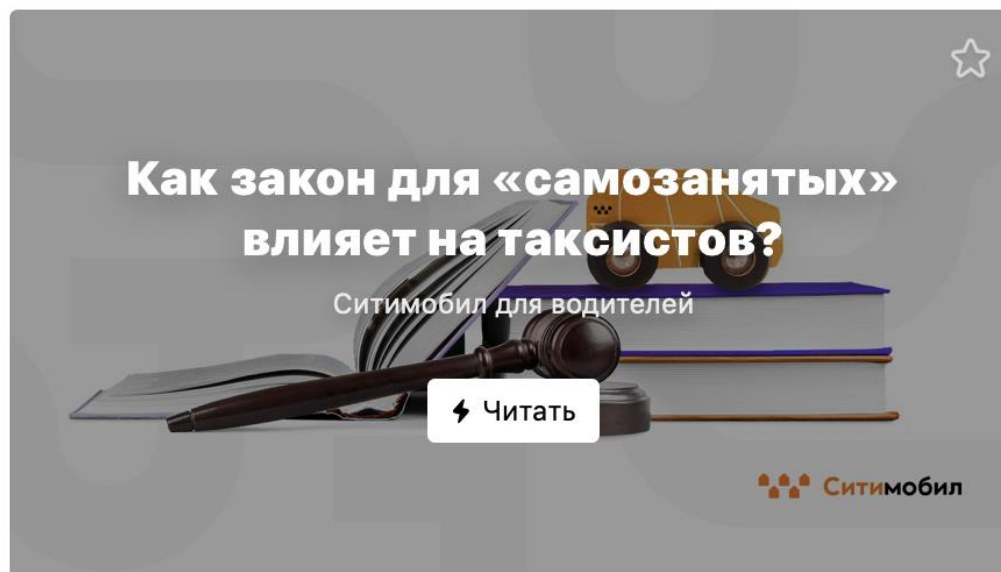 Как закон для «самозанятых»
влияет на таксистов?
Ситимобил для водителей
Читать
Ситимобил